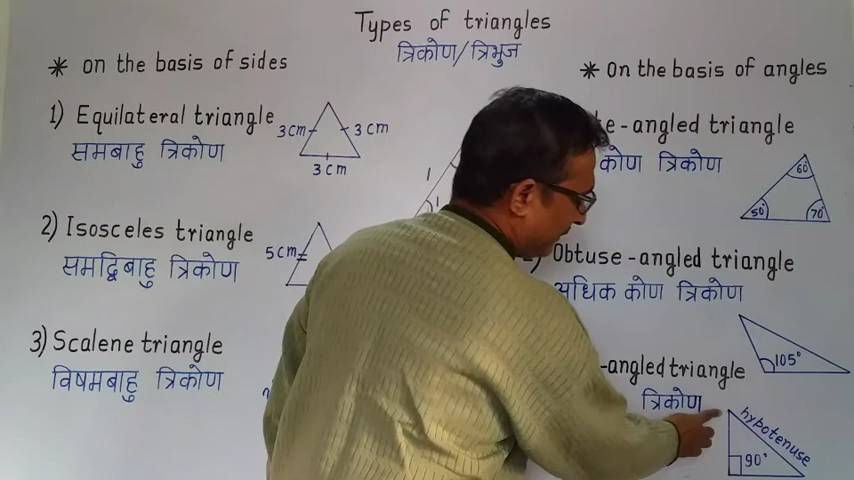 Types of triangles
त्रिकोण/त्रिभुज
* on the basis of sides
1) Equilateral triangle
समबाहु त्रिकोण
3cm 3cm
3cm
2) Isosceles triangle
समद्विबाहु त्रिकोण
5cm
3) Scalene triangle
विषमबाहु त्रिकोण
* On the basis of angles
te-angled triangle
कोण त्रिकोण
60°
50° 70°
Obtuse-angled triangle
अधिक कोण त्रिकोण
105°
-angled triangle
त्रिकोण
hypotenuse
90°